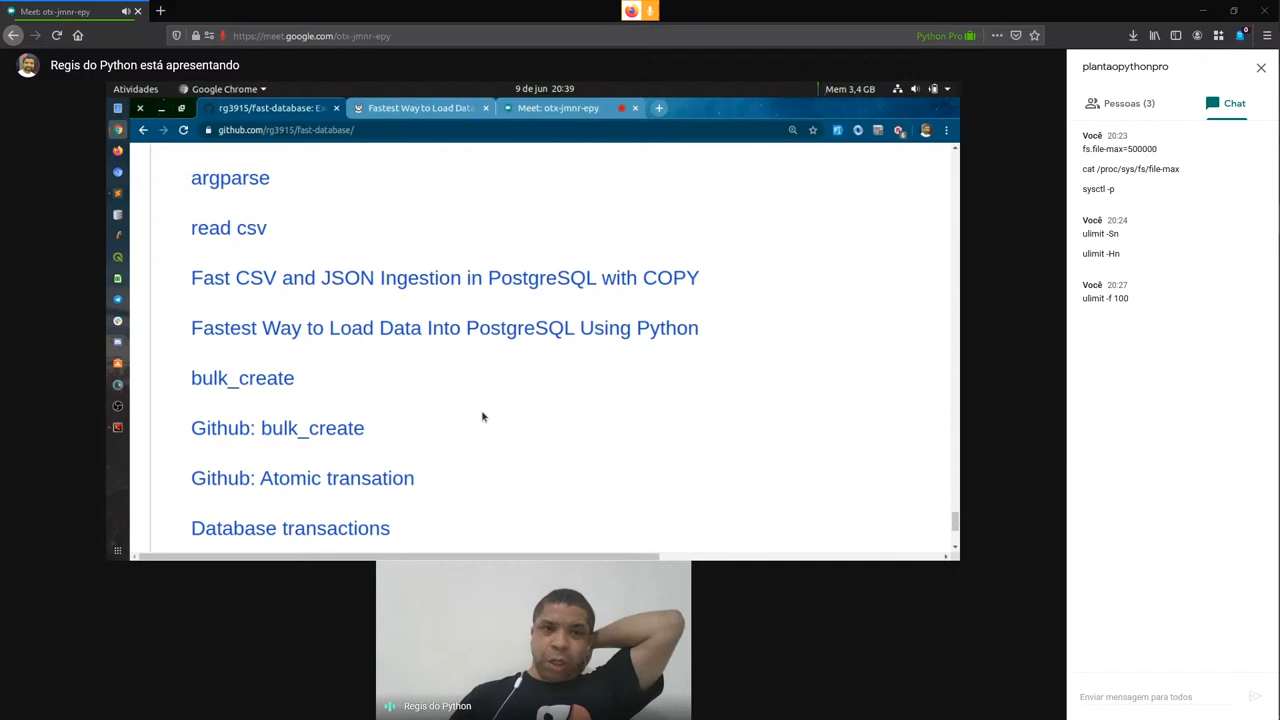 Meet: otx-jmnr-epy
https://meet.google.com/otx-jmnr-epy
Python Pro
Regis do Python está apresentando
Atividades
Google Chrome
9 de jun 20:39
Mem 3,4 GB
rg3915/fast-database: Ex
Fastest Way to Load Dat
Meet: otx-jmnr-epy
github.com/rg3915/fast-database/
argparse
read csv
Fast CSV and JSON Ingestion in PostgreSQL with COPY
Fastest Way to Load Data Into PostgreSQL Using Python
bulk_create
Github: bulk_create
Github: Atomic transation
Database transactions
Regis do Python
plantaopythonpro
Pessoas (3)
Chat
Você 20:23
fs.file-max=500000
cat /proc/sys/fs/file-max
sysctl -p
Você 20:24
ulimit -Sn
ulimit -Hn
Você 20:27
ulimit -f 100
Enviar mensagem para todos